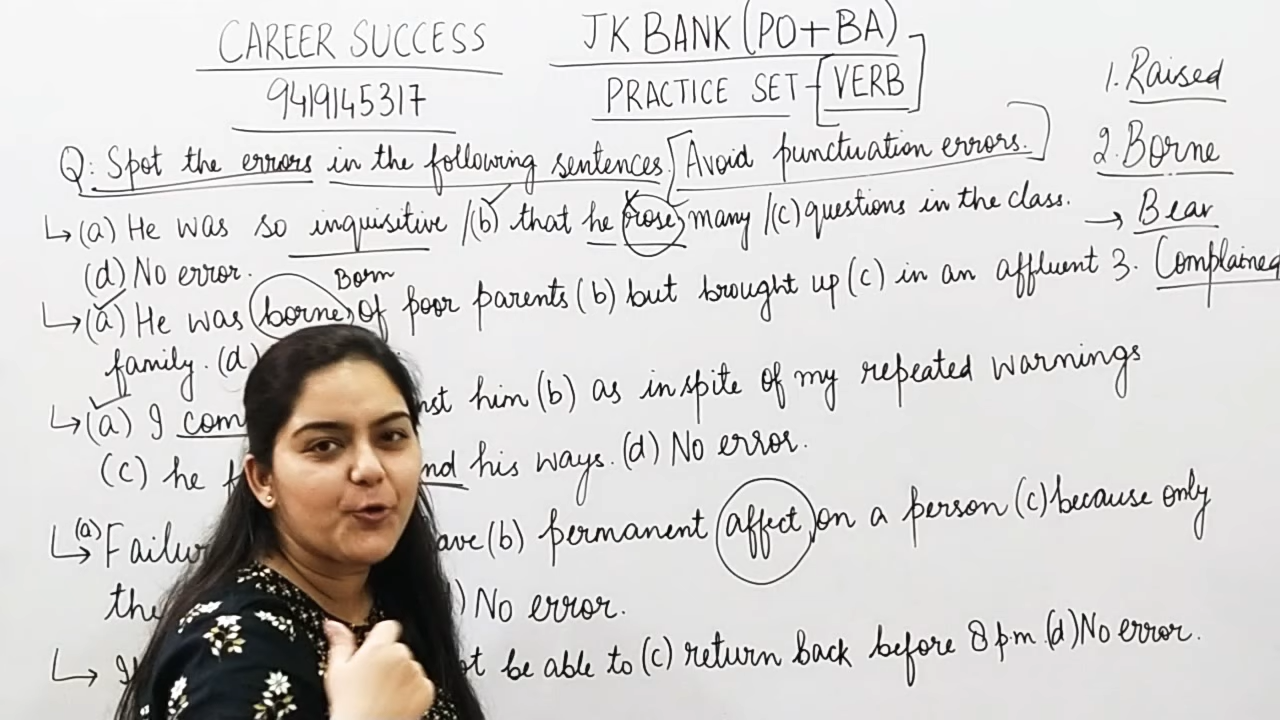 CAREER SUCCESS
9419145317
JK BANK (PO+BA)
PRACTICE SET - VERB
1. Raised
2. Borne
→ Bear
3. Complained
Q: Spot the errors in the following sentences. [Avoid punctuation errors.]
(a) He was so inquisitive /(b) that he rose many /(c) questions in the class.
(d) No error.
Born
(a) He was borne of poor parents (b) but brought up (c) in an affluent
family. (d)
(a) I him (b) as inspite of my repeated warnings
(c) he his ways. (d) No error.
(a) (b) permanent affect on a person (c) because only
No error.
be able to (c) return back before 8 p.m. (d) No error.